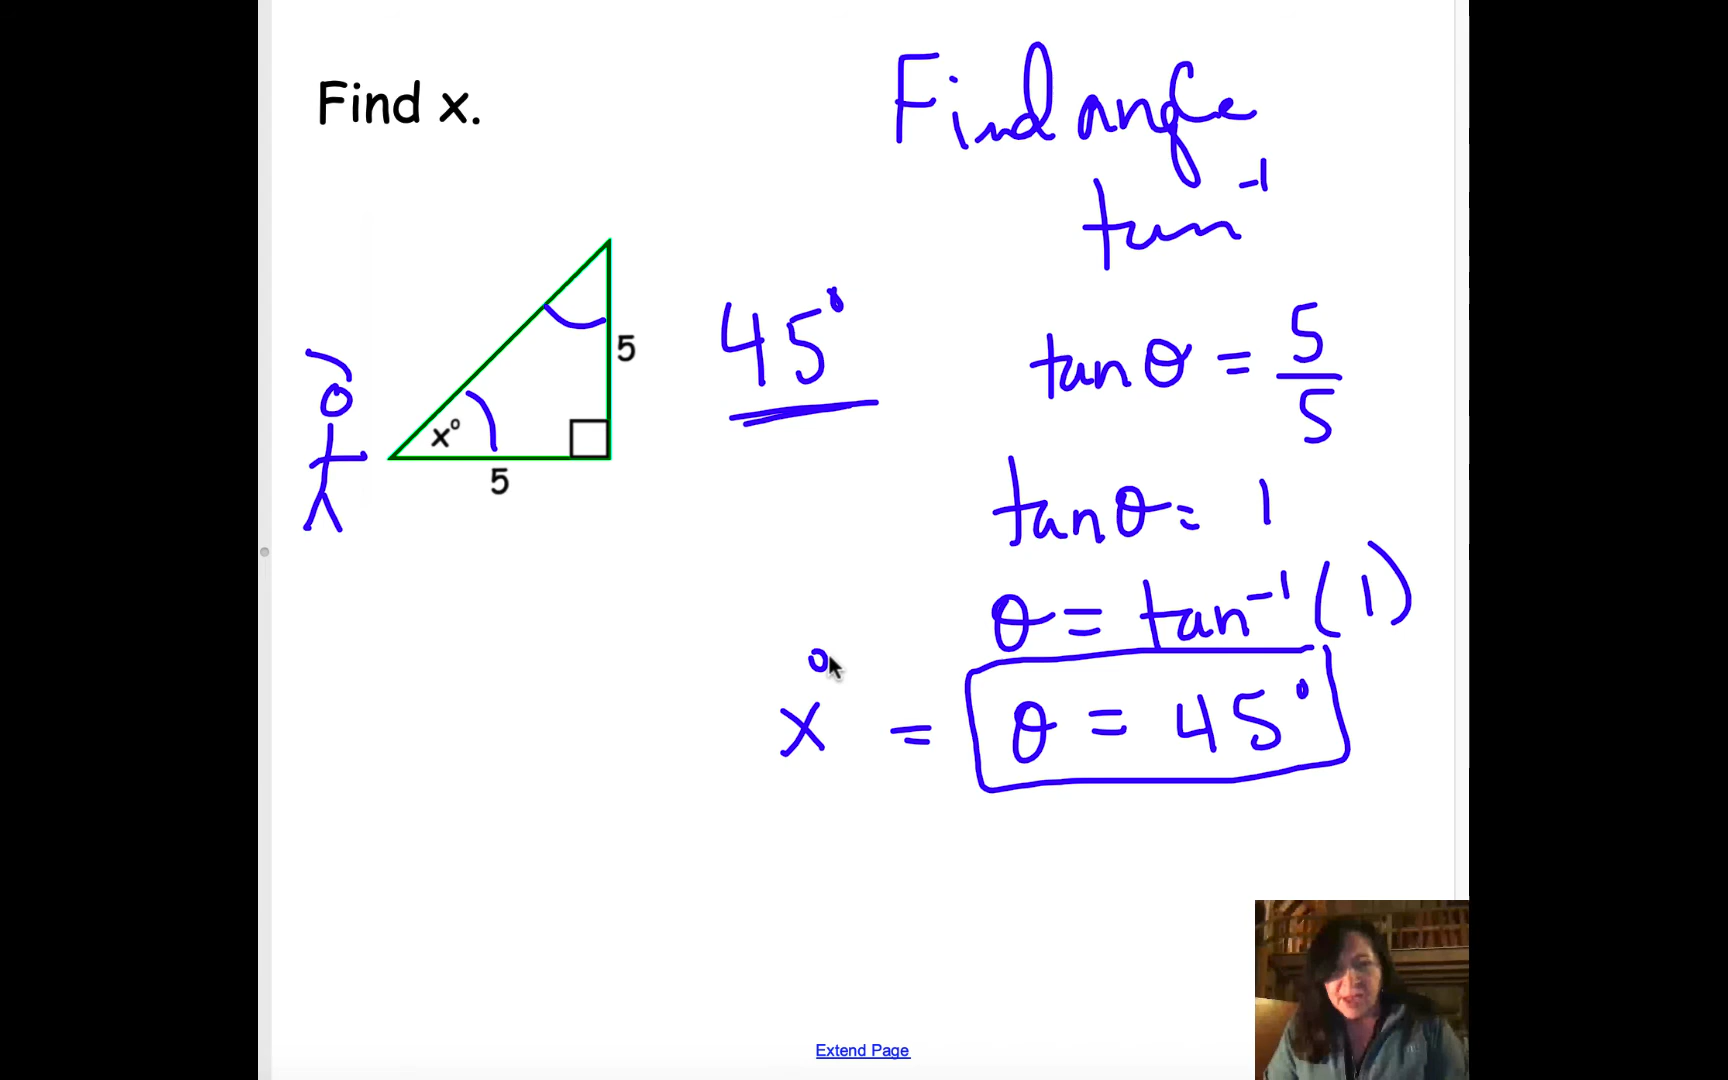 Find x.
Find angle
tan⁻¹
5
x°
5
45°
tan θ = 5/5
tan θ = 1
θ = tan⁻¹(1)
x° = θ = 45°
Extend Page